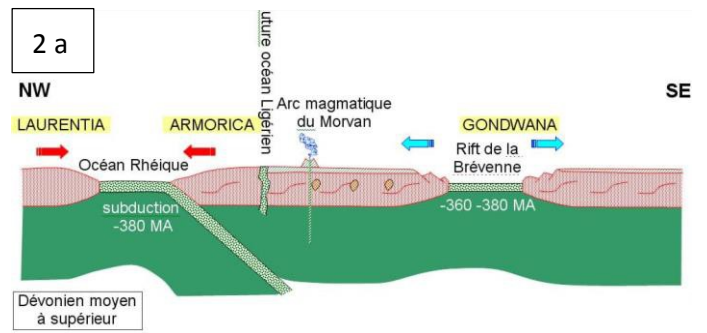 2 a
NW
SE
LAURENTIA
ARMORICA
uture océan Ligérien
Arc magmatique
du Morvan
GONDWANA
Océan Rhéique
Rift de la
Brévenne
subduction
-380 MA
-360 -380 MA
Dévonien moyen
à supérieur